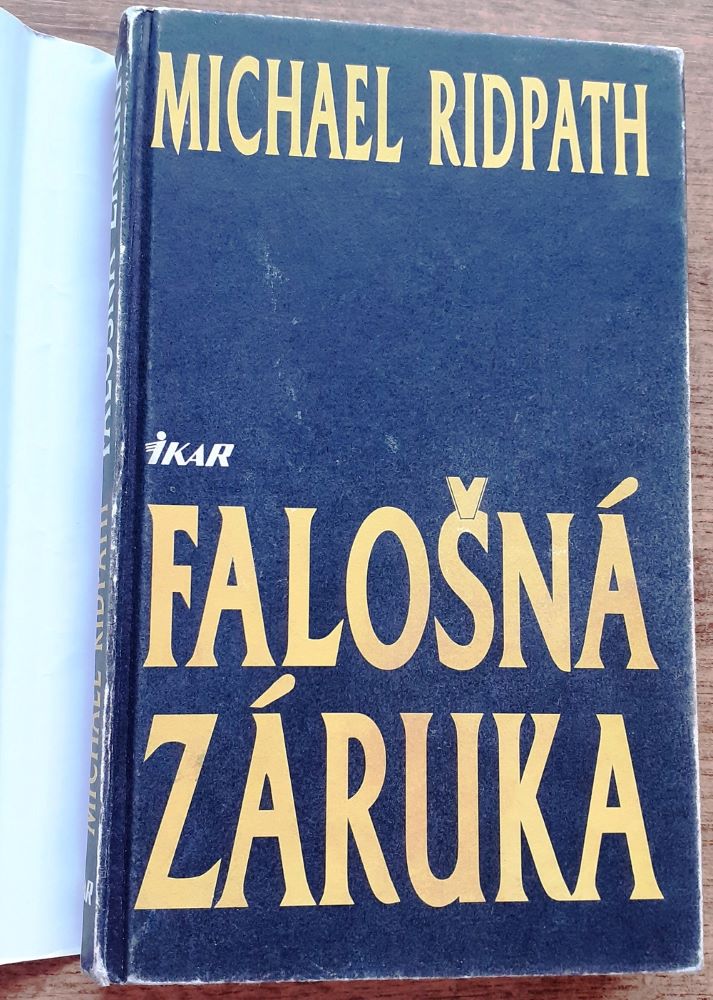 MICHAEL RIDPATH
IKAR
FALOŠNÁ
ZÁRUKA
MICHAEL RIDPATH